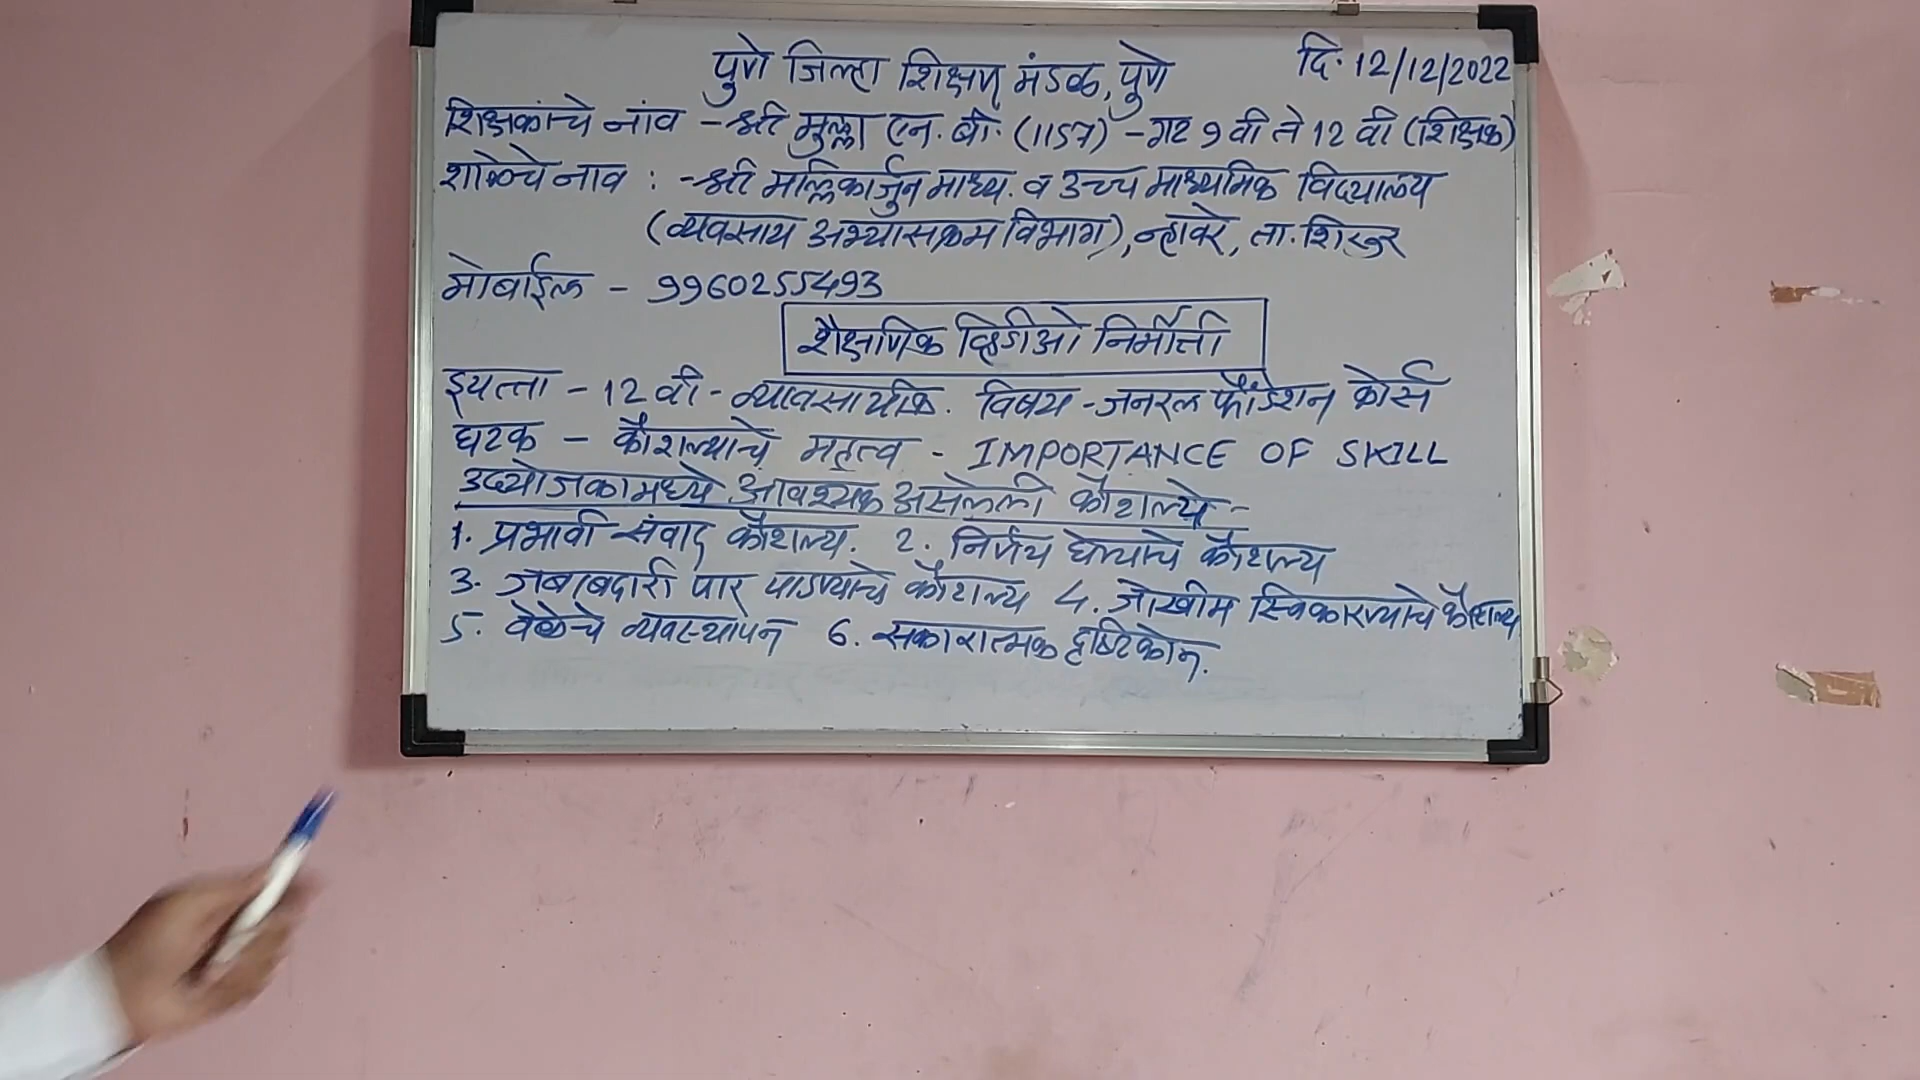 पुणे जिल्हा शिक्षण मंडळ, पुणे दि. 12/12/2022
शिक्षकांचे नांव - श्री मुल्ला एन. बी. (1157) - गट 9 वी ते 12 वी (शिक्षक)
शाळेचे नाव : - श्री मल्लिकार्जुन माध्य. व उच्च माध्यमिक विद्यालय
(व्यवसाय अभ्यासक्रम विभाग), न्हावरे, ता. शिरूर
मोबाईल - 9960255493
शैक्षणिक व्हिडीओ निर्मीती
इयत्ता - 12 वी - व्यावसायिक. विषय - जनरल फौंडेशन कोर्स
घटक - कौशल्याचे महत्व - IMPORTANCE OF SKILL
उद्योजकामध्ये आवश्यक असलेली कौशल्ये -
1. प्रभावी संवाद कौशल्य. 2. निर्णय घेण्याचे कौशल्य
3. जबाबदारी पार पाडण्याचे कौशल्य 4. जोखीम स्विकारण्याचे कौशल्य
5. वेळेचे व्यवस्थापन 6. सकारात्मक दृष्टिकोन.